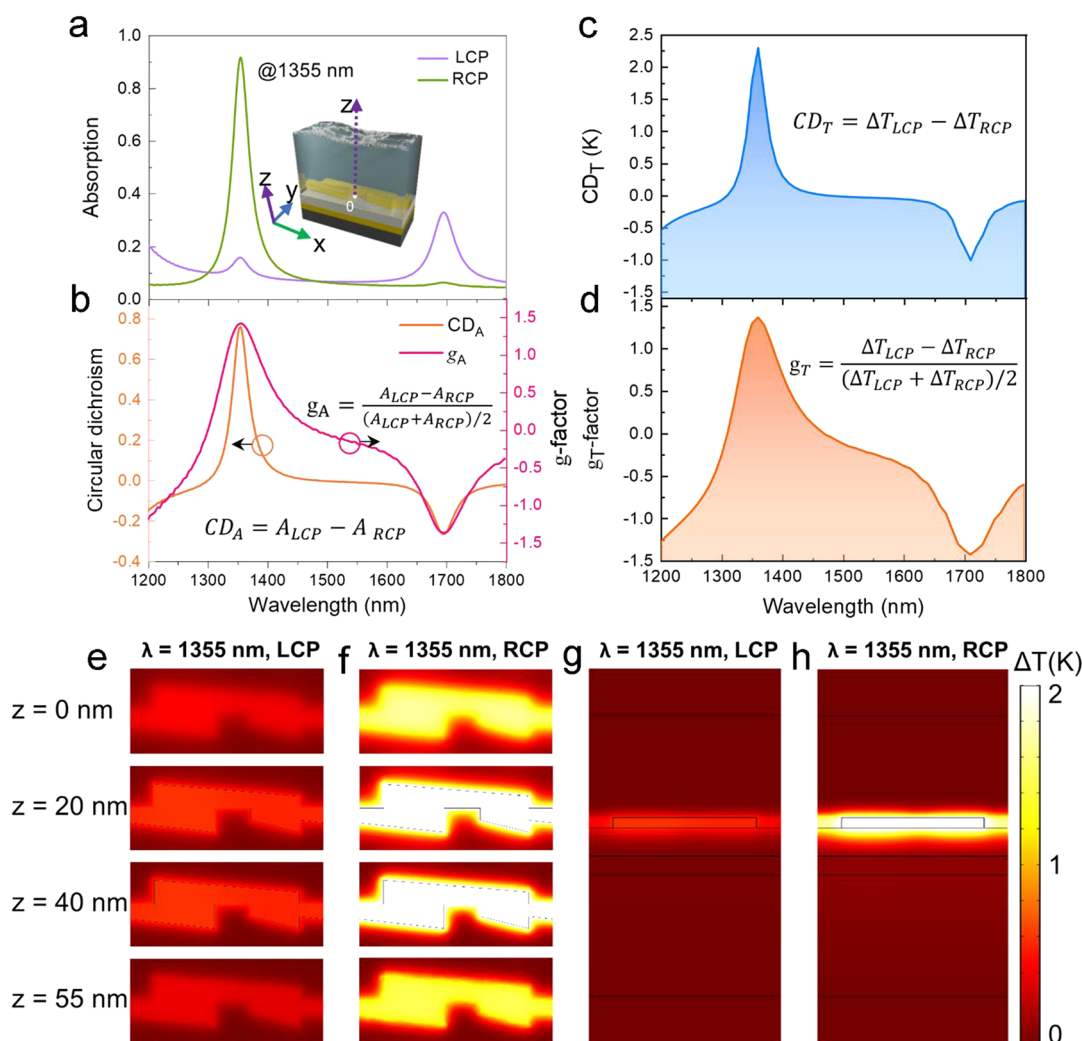 a
1.0
0.8
0.6
0.4
0.2
0.0
Absorption
@1355 nm
LCP
RCP
z
0
z
y
x
b
0.8
0.6
0.4
0.2
0.0
-0.2
-0.4
Circular dichroism
CD_A
g_A
g_A = (A_LCP − A_RCP) / ((A_LCP + A_RCP)/2)
CD_A = A_LCP − A_RCP
1.5
1.0
0.5
0.0
-0.5
-1.0
-1.5
g-factor
1200 1300 1400 1500 1600 1700 1800
Wavelength (nm)
c
2.5
2.0
1.5
1.0
0.5
0.0
-0.5
-1.0
-1.5
CD_T (K)
CD_T = ΔT_LCP − ΔT_RCP
d
1.5
1.0
0.5
0.0
-0.5
-1.0
-1.5
g_T-factor
g_T = (ΔT_LCP − ΔT_RCP) / ((ΔT_LCP + ΔT_RCP)/2)
1200 1300 1400 1500 1600 1700 1800
Wavelength (nm)
e
λ = 1355 nm, LCP
f
λ = 1355 nm, RCP
g
λ = 1355 nm, LCP
h
λ = 1355 nm, RCP
ΔT(K)
2
1
0
z = 0 nm
z = 20 nm
z = 40 nm
z = 55 nm